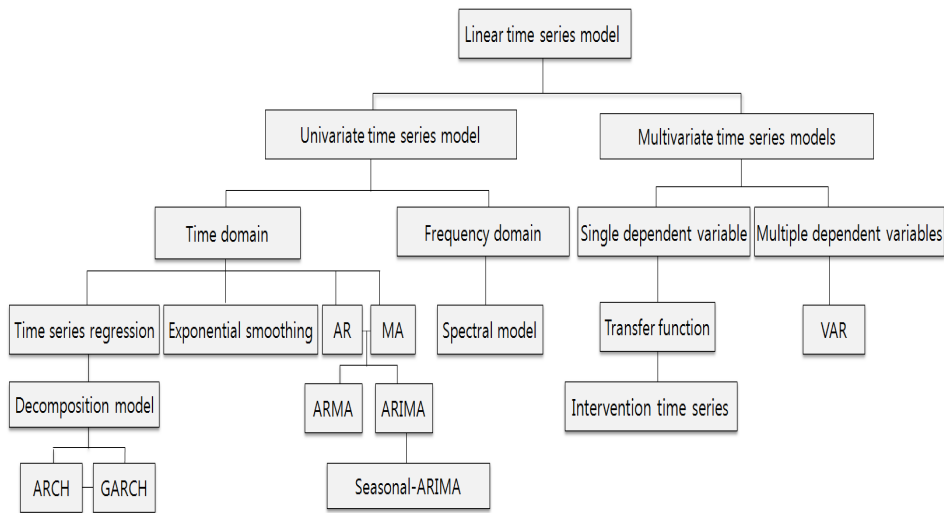 Linear time series model
Univariate time series model
Multivariate time series models
Time domain
Frequency domain
Single dependent variable
Multiple dependent variables
Time series regression
Exponential smoothing
AR
MA
Spectral model
Transfer function
VAR
Decomposition model
ARMA
ARIMA
Intervention time series
ARCH
GARCH
Seasonal-ARIMA